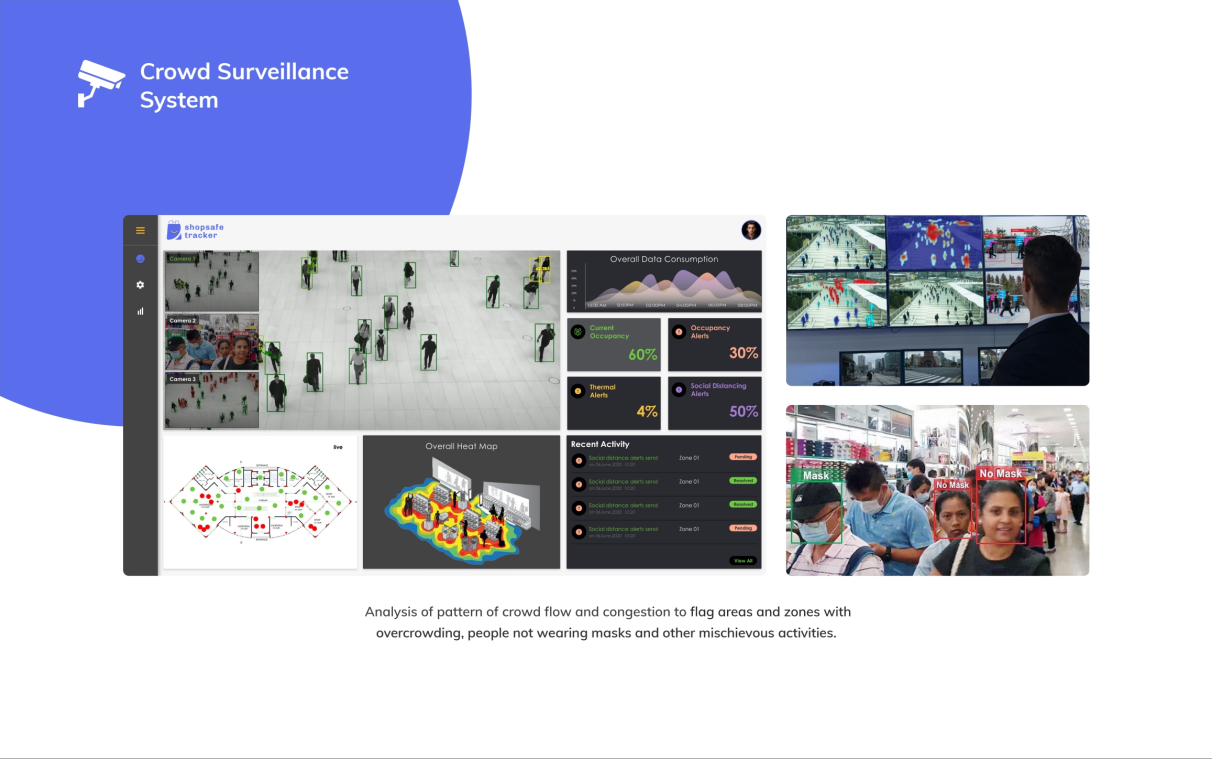 Crowd Surveillance
System
shopsafe
tracker
Camera 1
Camera 2
Camera 3
Overall Data Consumption
Current
Occupancy
60%
Occupancy
Alerts
30%
Thermal
Alerts
4%
Social Distancing
Alerts
50%
live
Overall Heat Map
Recent Activity
Social distance alerts send
Zone 01
Pending
Social distance alerts send
Zone 01
Resolved
Social distance alerts send
Zone 01
Resolved
Social distance alerts send
Zone 01
Pending
View All
Mask
No Mask
No Mask
Analysis of pattern of crowd flow and congestion to flag areas and zones with
overcrowding, people not wearing masks and other mischievous activities.